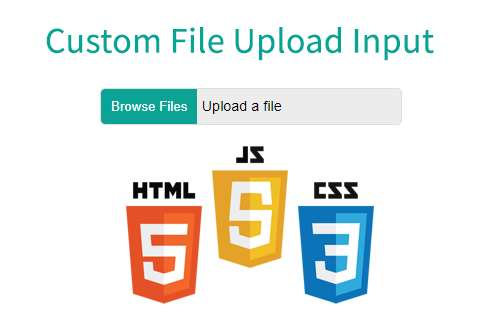 Custom File Upload Input
Browse Files Upload a file
JS
HTML CSS
5
5 3